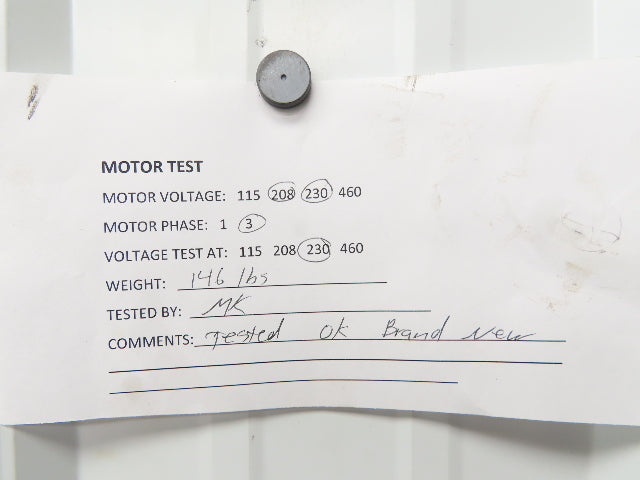 MOTOR TEST
MOTOR VOLTAGE: 115 208 230 460
MOTOR PHASE: 1 3
VOLTAGE TEST AT: 115 208 230 460
WEIGHT: 146 lbs
TESTED BY: MK
COMMENTS: Tested ok Brand New